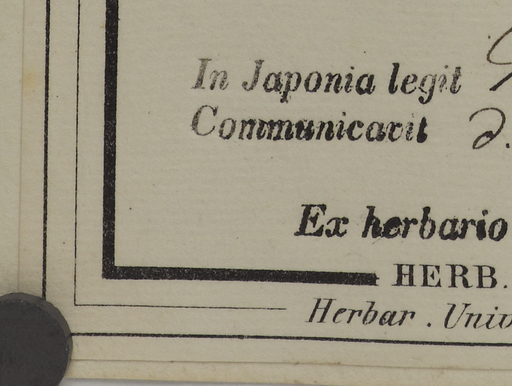 In Japonia legit
Communicavit d.
Ex herbario
HERB.
Herbar. Univ